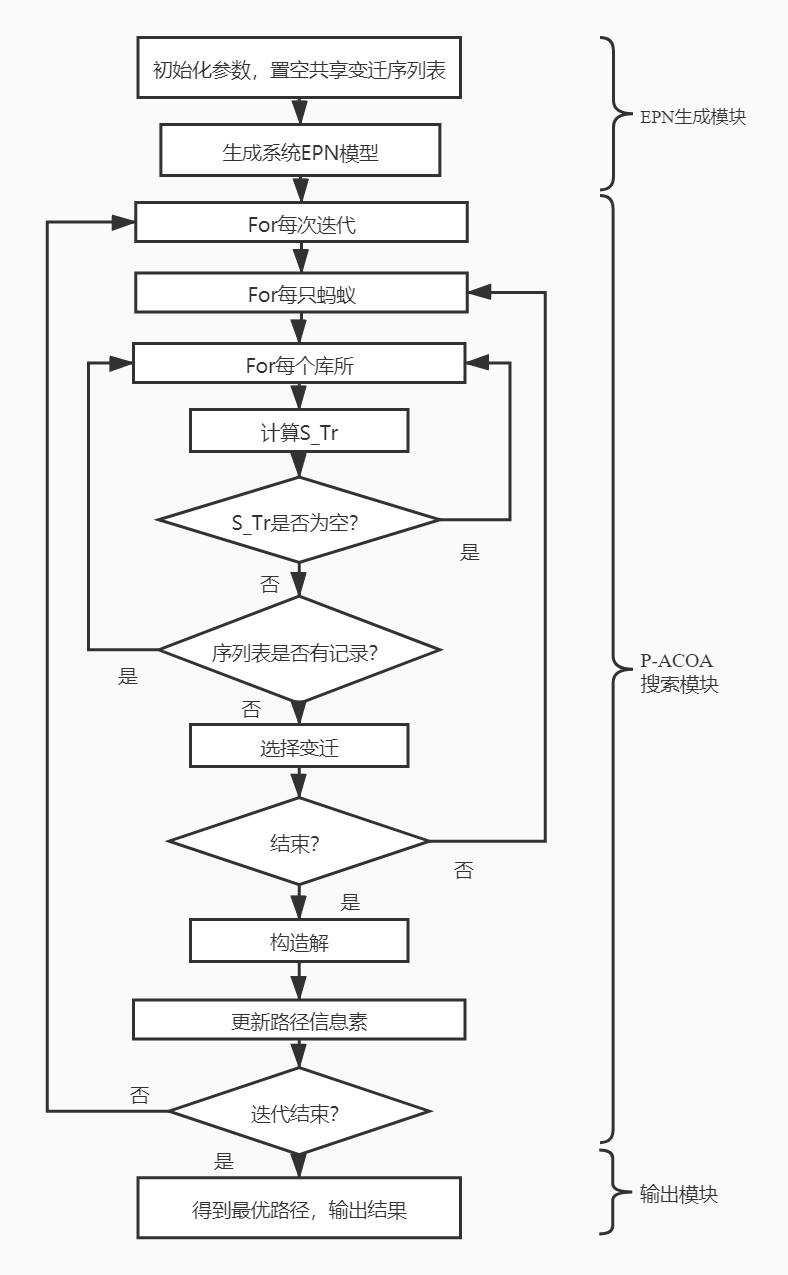 初始化参数，置空共享变迁序列表
EPN生成模块
生成系统EPN模型
For每次迭代
For每只蚂蚁
For每个库所
计算S_Tr
S_Tr是否为空？
是
否
序列表是否有记录？
是
否
P-ACOA
搜索模块
选择变迁
结束？
否
是
构造解
更新路径信息素
否
迭代结束？
是
得到最优路径，输出结果
输出模块